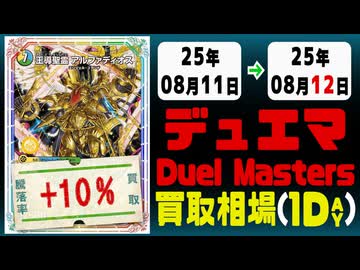 7
王導聖霊 アルファディオス
騰落率
+10%
買取
25年
08月11日
25年
08月12日
デュエマ
Duel Masters
買取相場(1D)